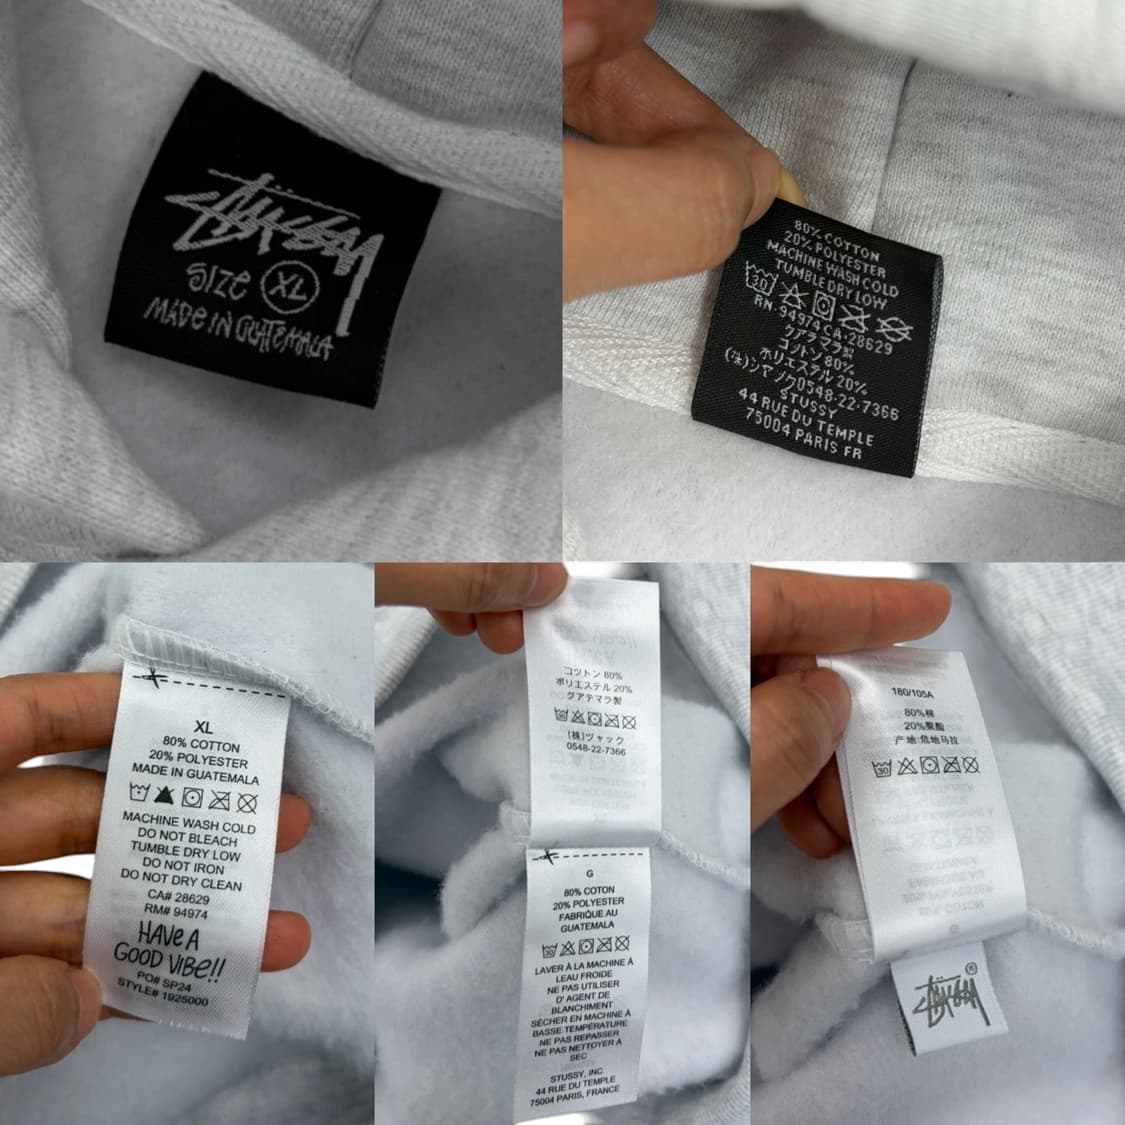 STÜSSY
SIZE XL
MADE IN GUATEMALA
80% COTTON
20% POLYESTER
MACHINE WASH COLD
TUMBLE DRY LOW
30
RN.94974 CA.28629
クアラマラ製
コットン80%
ポリエステル20%
(株)ジャック0548-22-7366
STUSSY
44 RUE DU TEMPLE
75004 PARIS FR
XL
80% COTTON
20% POLYESTER
MADE IN GUATEMALA
MACHINE WASH COLD
DO NOT BLEACH
TUMBLE DRY LOW
DO NOT IRON
DO NOT DRY CLEAN
CA# 28629
RM# 94974
HAVE A
GOOD VIBE!!
PO# SP24
STYLE# 1925000
コットン 80%
ポリエステル 20%
グアテマラ製
(株)ヅャック
0548-22-7366
G
80% COTON
20% POLYESTER
FABRIQUE AU
GUATEMALA
30
LAVER À LA MACHINE À
LEAU FROIDE
NE PAS UTILISER
D' AGENT DE
BLANCHIMENT
SÉCHER EN MACHINE À
BASSE TEMPÉRATURE
NE PAS REPASSER
NE PAS NETTOYER À
SEC
STUSSY, INC
44 RUE DU TEMPLE
75004 PARIS, FRANCE
180/105A
80%棉
20%聚酯
产地:危地马拉
30
STÜSSY®